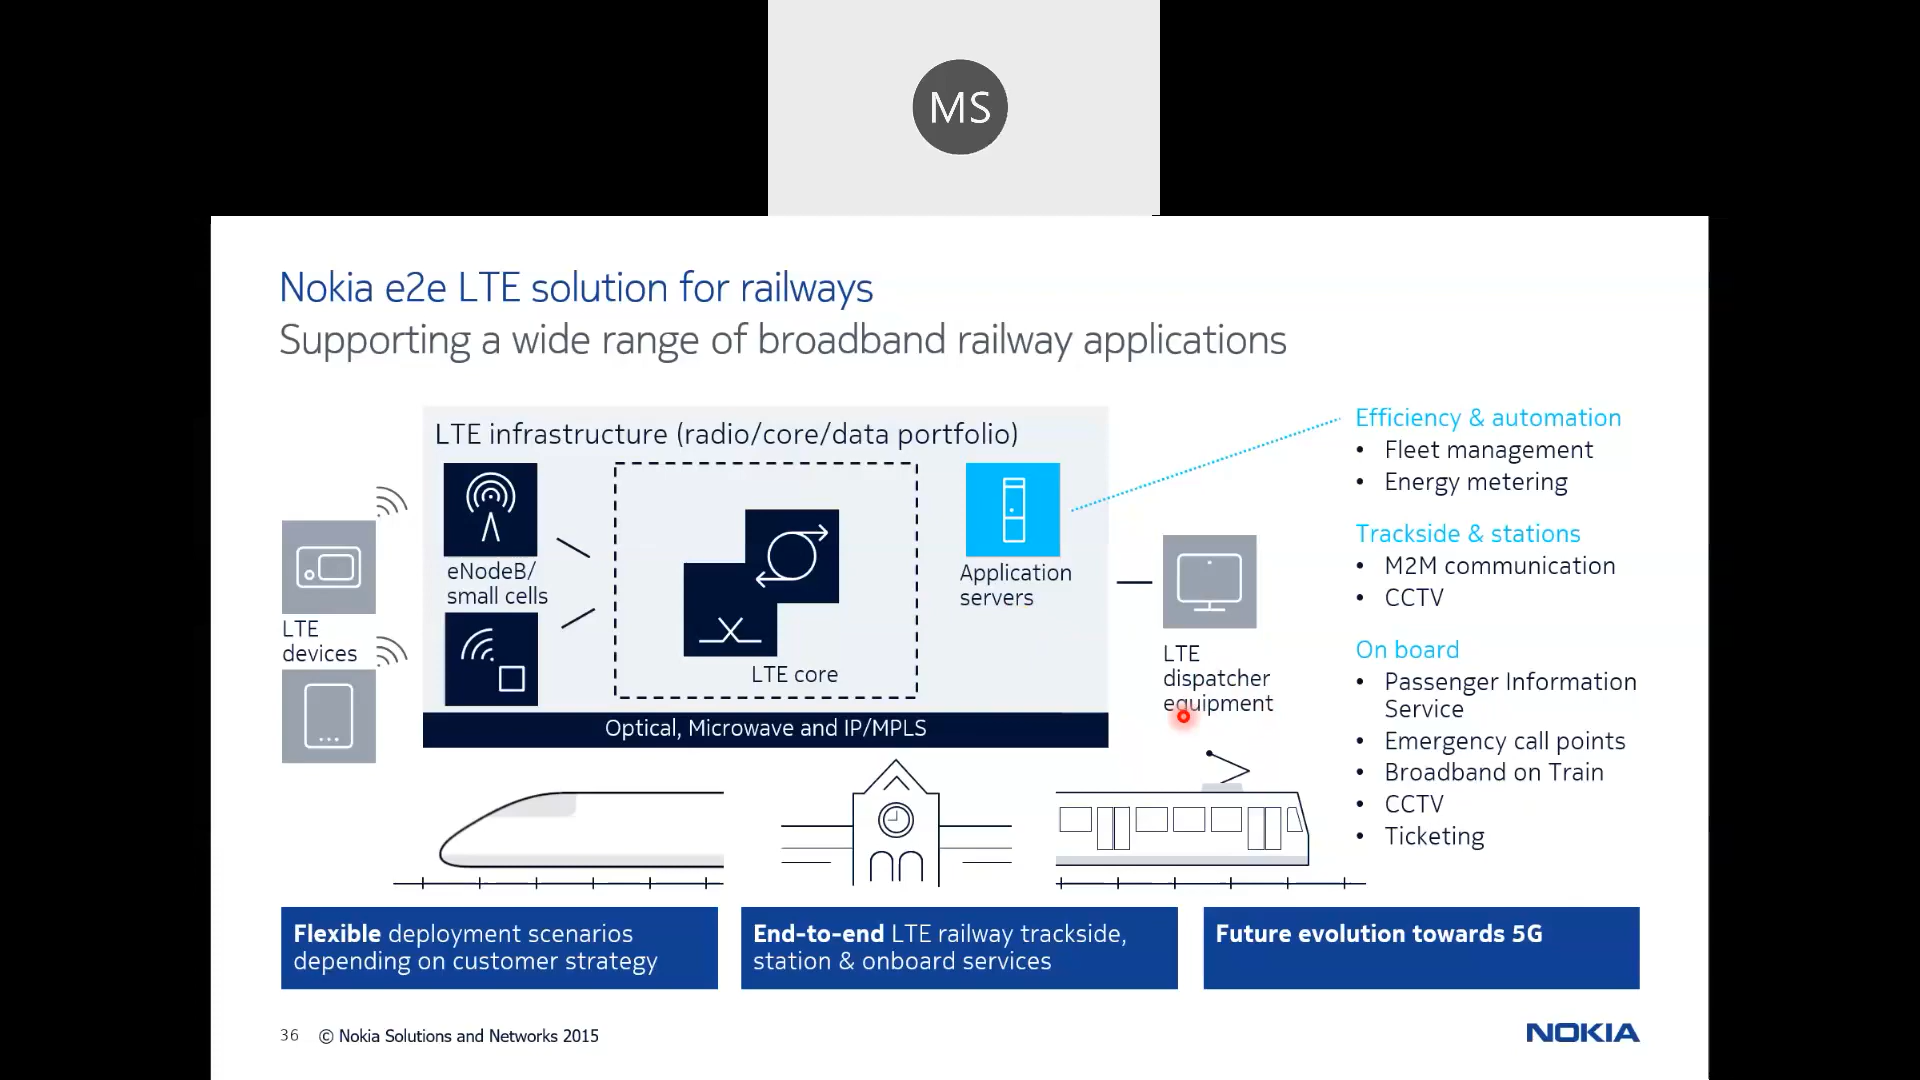 MS
Nokia e2e LTE solution for railways
Supporting a wide range of broadband railway applications
LTE infrastructure (radio/core/data portfolio)
eNodeB/
small cells
LTE
devices
LTE core
Application
servers
Optical, Microwave and IP/MPLS
LTE
dispatcher
equipment
Efficiency & automation
• Fleet management
• Energy metering
Trackside & stations
• M2M communication
• CCTV
On board
• Passenger Information
Service
• Emergency call points
• Broadband on Train
• CCTV
• Ticketing
Flexible deployment scenarios
depending on customer strategy
End-to-end LTE railway trackside,
station & onboard services
Future evolution towards 5G
36 © Nokia Solutions and Networks 2015
NOKIA